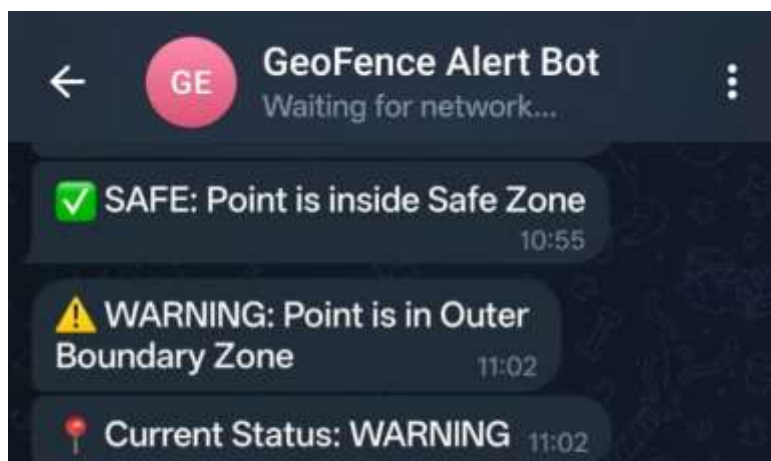 GE
GeoFence Alert Bot
Waiting for network...
✅ SAFE: Point is inside Safe Zone
10:55
⚠️ WARNING: Point is in Outer
Boundary Zone
11:02
📍 Current Status: WARNING 11:02